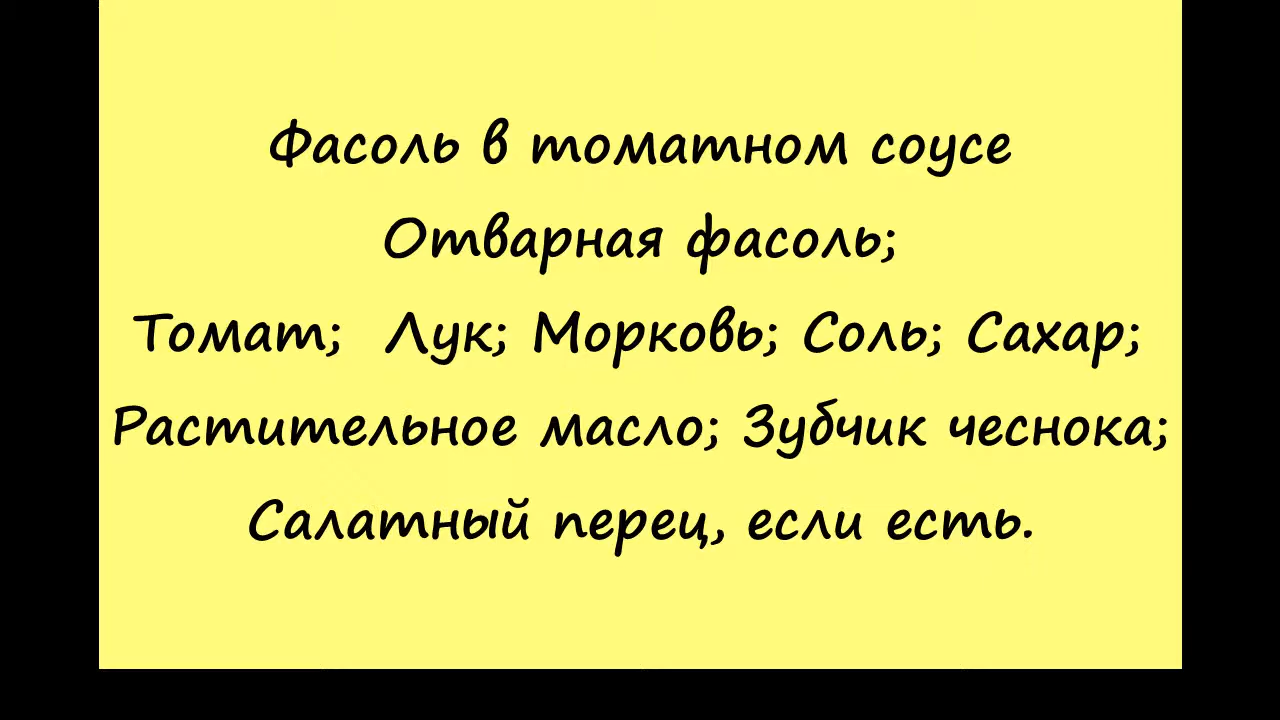 Фасоль в томатном соусе
Отварная фасоль;
Томат; Лук; Морковь; Соль; Сахар;
Растительное масло; Зубчик чеснока;
Салатный перец, если есть.